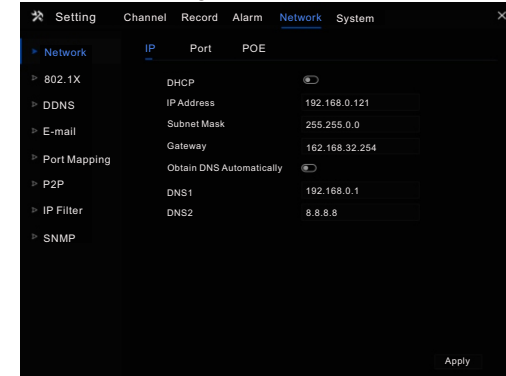 Setting Channel Record Alarm Network System
Network
802.1X
DDNS
E-mail
Port Mapping
P2P
IP Filter
SNMP
IP Port POE
DHCP
IP Address 192.168.0.121
Subnet Mask 255.255.0.0
Gateway 162.168.32.254
Obtain DNS Automatically
DNS1 192.168.0.1
DNS2 8.8.8.8
Apply